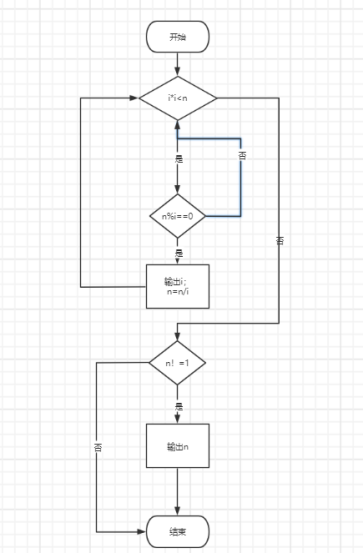 开始
i*i<n
是
否
n%i==0
否
是
输出i;
n=n/i
n! =1
是
否
输出n
结束